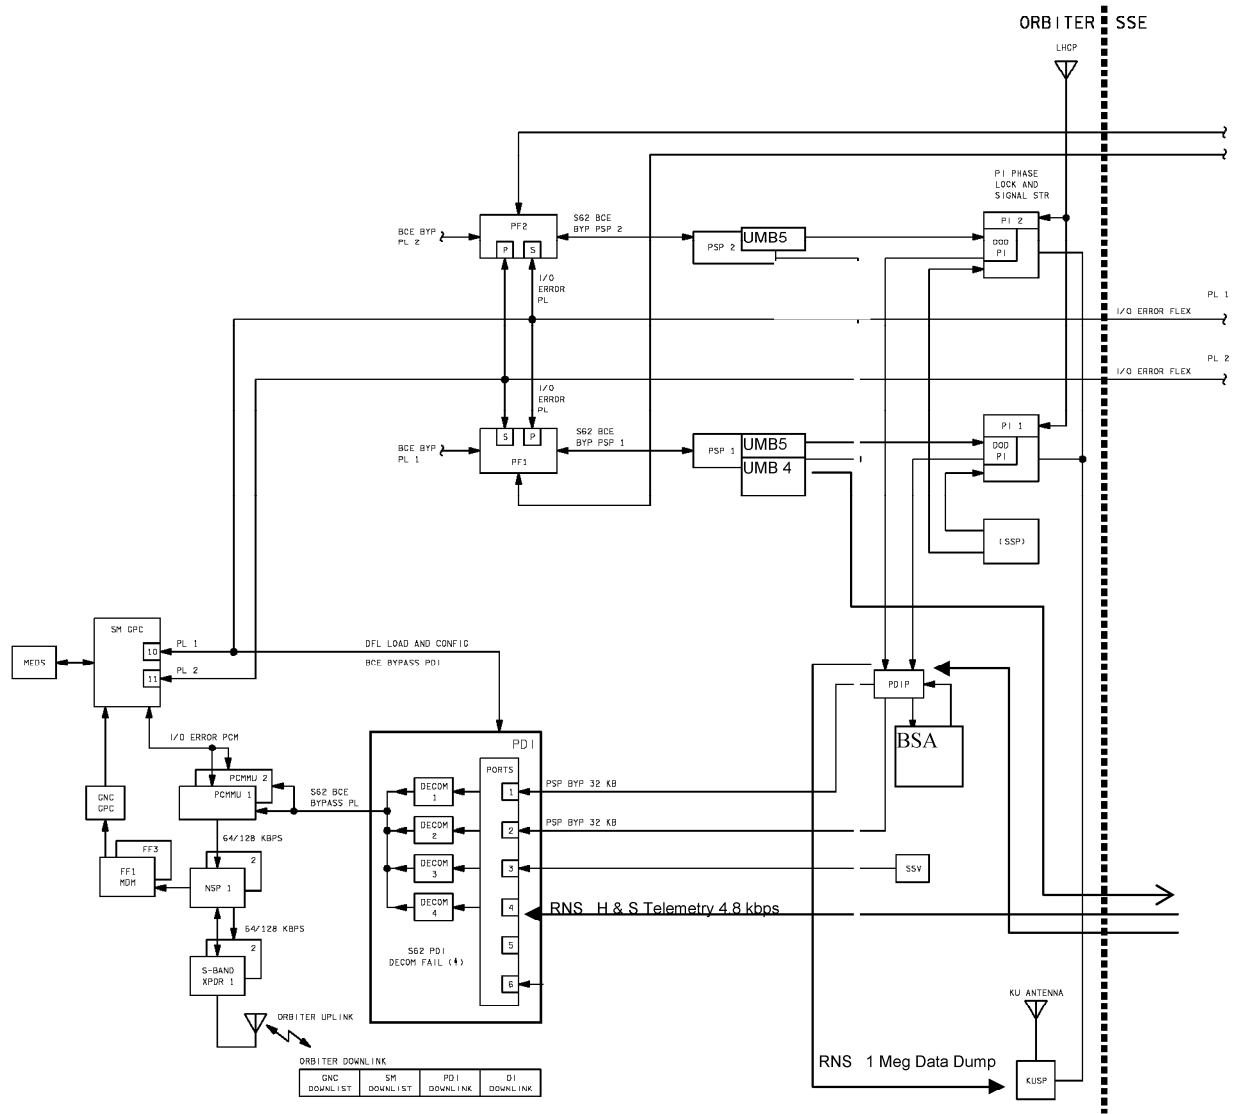 ORBITER SSE
LHCP
PI PHASE
LOCK AND
SIGNAL STR
PF2
P S
BCE BYP
PL 2
S62 BCE
BYP PSP 2
PSP 2
UMB5
PI 2
DOD
PI
I/O
ERROR
PL
PL 1
I/O ERROR FLEX
PL 2
I/O ERROR FLEX
I/O
ERROR
PL
S P
PF1
BCE BYP
PL 1
S62 BCE
BYP PSP 1
PSP 1
UMB5
UMB 4
PI 1
DOD
PI
(SSP)
SM GPC
MEDS
10
11
PL 1
PL 2
DFL LOAD AND CONFIG
BCE BYPASS PDI
PDIP
BSA
I/O ERROR PCM
PCMMU 2
PCMMU 1
GNC
GPC
S62 BCE
BYPASS PL
PDI
PORTS
DECOM
1
DECOM
2
DECOM
3
DECOM
4
1
2
3
4
5
6
PSP BYP 32 KB
PSP BYP 32 KB
SSV
64/128 KBPS
FF3
FF1
MDM
2
NSP 1
RNS H & S Telemetry 4.8 kbps
64/128 KBPS
2
S-BAND
XPDR 1
S62 PDI
DECOM FAIL (4)
KU ANTENNA
ORBITER UPLINK
RNS 1 Meg Data Dump
KUSP
ORBITER DOWNLINK
GNC
DOWNLIST
SM
DOWNLIST
PDI
DOWNLINK
OI
DOWNLINK